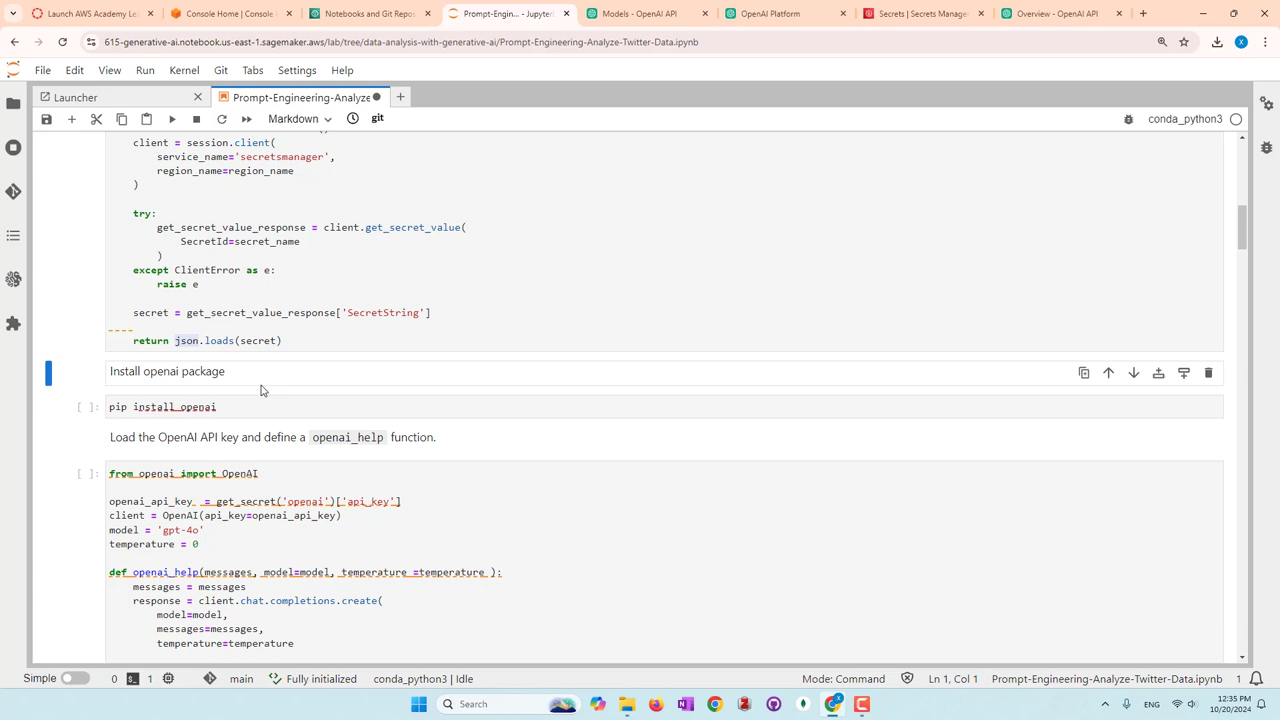 Launch AWS Academy Le
Console Home | Console
Notebooks and Git Repos
Prompt-Engin... - Jupyter
Models - OpenAI API
OpenAI Platform
Secrets | Secrets Manage
Overview - OpenAI API
615-generative-ai.notebook.us-east-1.sagemaker.aws/lab/tree/data-analysis-with-generative-ai/Prompt-Engineering-Analyze-Twitter-Data.ipynb
File Edit View Run Kernel Git Tabs Settings Help
Launcher
Prompt-Engineering-Analyze
Markdown
git
conda_python3
client = session.client(
service_name='secretsmanager',
region_name=region_name
)
try:
get_secret_value_response = client.get_secret_value(
SecretId=secret_name
)
except ClientError as e:
raise e
secret = get_secret_value_response['SecretString']
return json.loads(secret)
Install openai package
[ ]: pip install openai
Load the OpenAI API key and define a openai_help function.
[ ]: from openai import OpenAI
openai_api_key = get_secret('openai')['api_key']
client = OpenAI(api_key=openai_api_key)
model = 'gpt-4o'
temperature = 0
def openai_help(messages, model=model, temperature =temperature ):
messages = messages
response = client.chat.completions.create(
model=model,
messages=messages,
temperature=temperature
Simple 0 1 main Fully initialized conda_python3 | Idle Mode: Command Ln 1, Col 1 Prompt-Engineering-Analyze-Twitter-Data.ipynb 1
Search
ENG
12:35 PM
10/20/2024